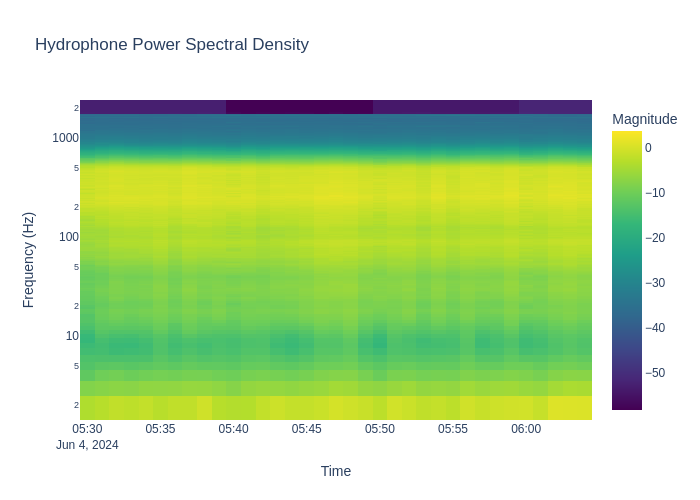 Hydrophone Power Spectral Density
Magnitude
Frequency (Hz)
2
1000
5
2
100
5
2
10
5
2
0
−10
−20
−30
−40
−50
05:30 05:35 05:40 05:45 05:50 05:55 06:00
Jun 4, 2024
Time